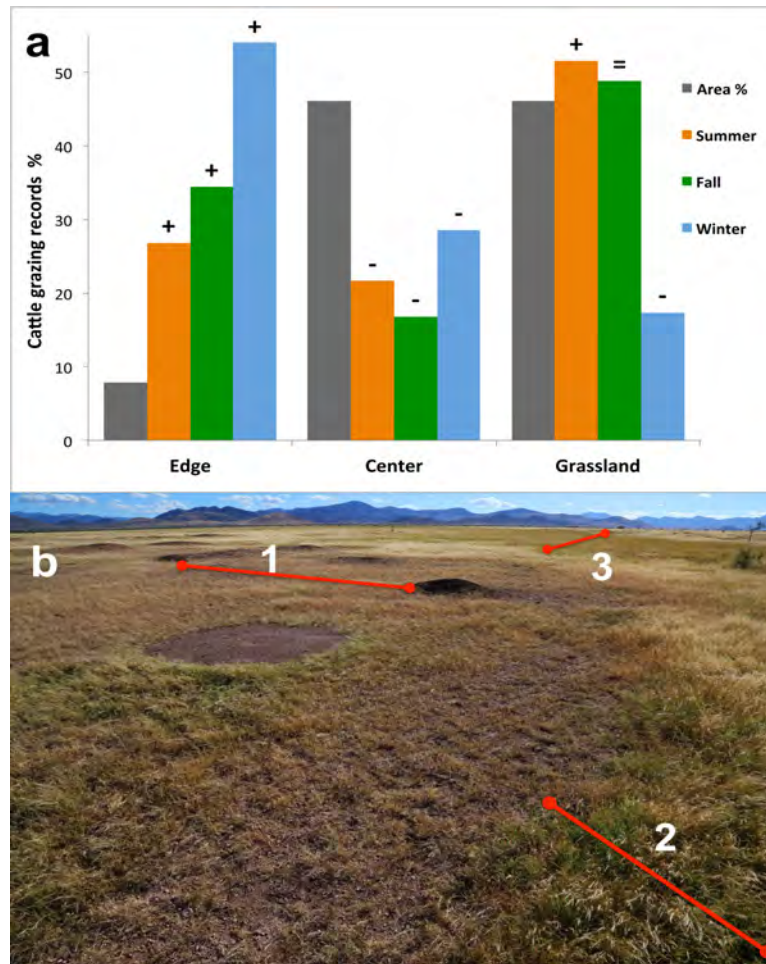 a
Cattle grazing records %
50
40
30
20
10
0
+
+
+
-
-
-
+
=
-
Edge
Center
Grassland
Area %
Summer
Fall
Winter
b
1
2
3